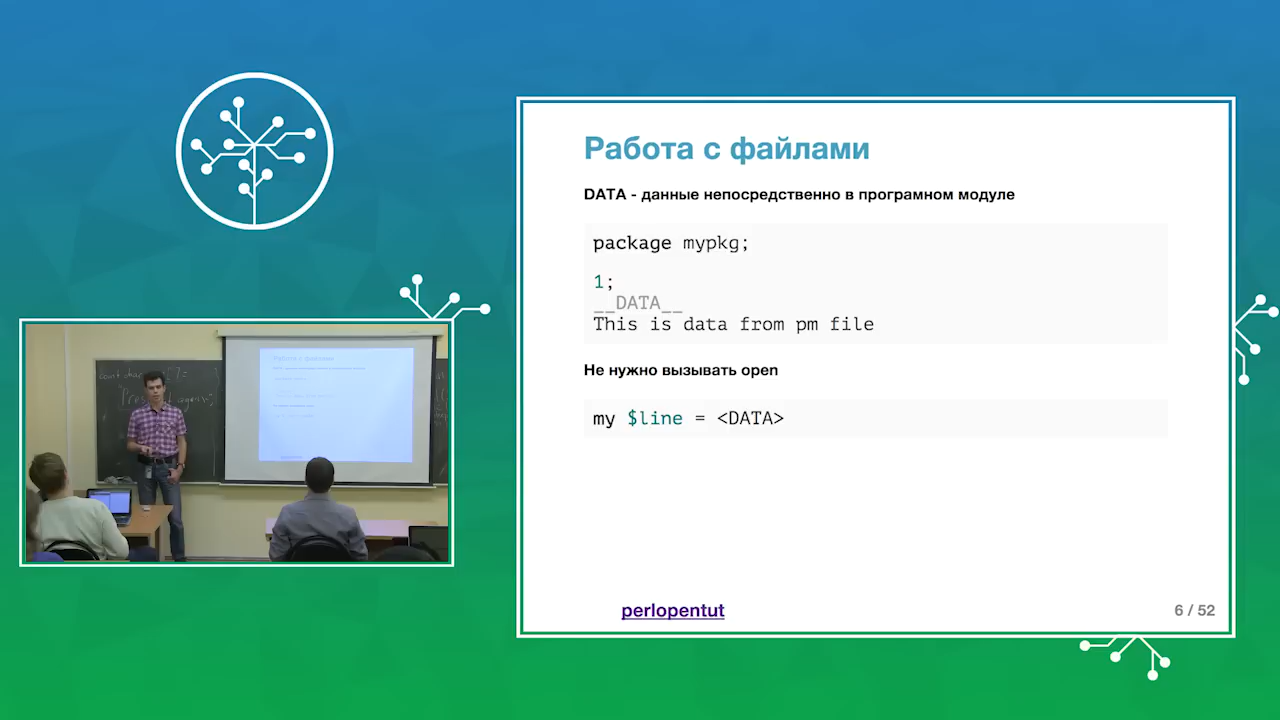 Работа с файлами
DATA - данные непосредственно в програмном модуле
package mypkg;
1;
__DATA__
This is data from pm file
Не нужно вызывать open
my $line = <DATA>
perlopentut
6 / 52